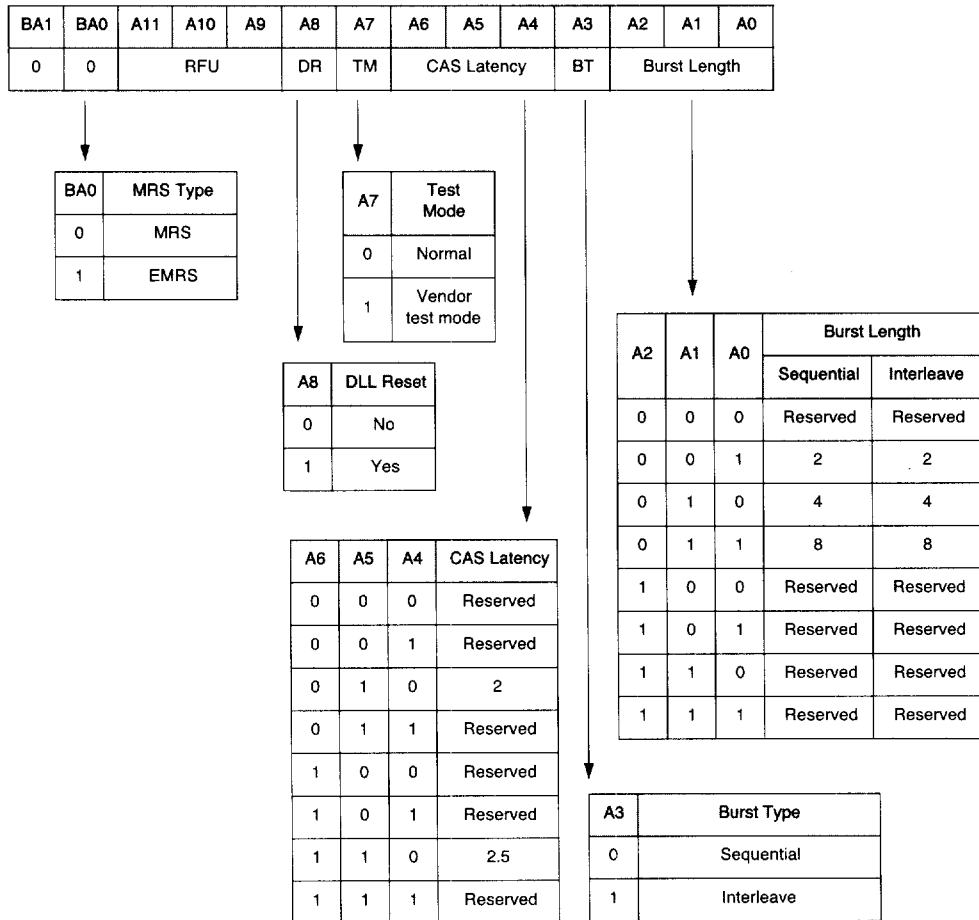 BA1 BA0 A11 A10 A9 A8 A7 A6 A5 A4 A3 A2 A1 A0
0 0 RFU DR TM CAS Latency BT Burst Length
BA0 MRS Type
0 MRS
1 EMRS
A7 Test Mode
0 Normal
1 Vendor test mode
A8 DLL Reset
0 No
1 Yes
A2 A1 A0 Burst Length
Sequential Interleave
0 0 0 Reserved Reserved
0 0 1 2 2
0 1 0 4 4
0 1 1 8 8
1 0 0 Reserved Reserved
1 0 1 Reserved Reserved
1 1 0 Reserved Reserved
1 1 1 Reserved Reserved
A6 A5 A4 CAS Latency
0 0 0 Reserved
0 0 1 Reserved
0 1 0 2
0 1 1 Reserved
1 0 0 Reserved
1 0 1 Reserved
1 1 0 2.5
1 1 1 Reserved
A3 Burst Type
0 Sequential
1 Interleave